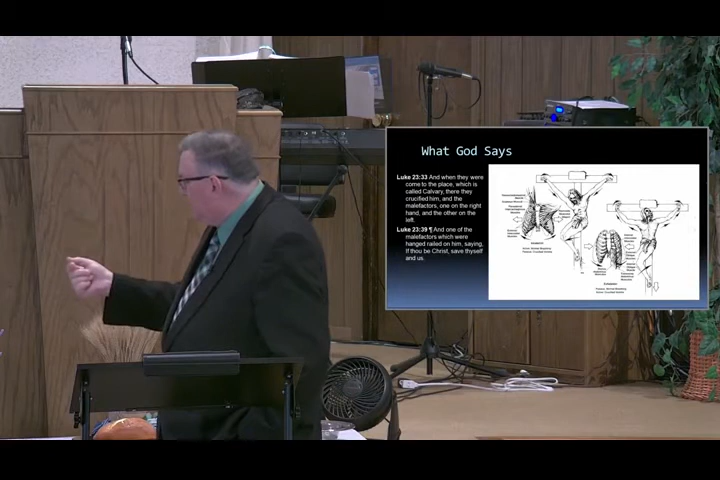 What God Says
Luke 23:33 And when they were
come to the place, which is
called Calvary, there they
crucified him, and the
malefactors, one on the right
hand, and the other on the
left.
Luke 23:39 ¶ And one of the
malefactors which were
hanged railed on him, saying,
If thou be Christ, save thyself
and us.